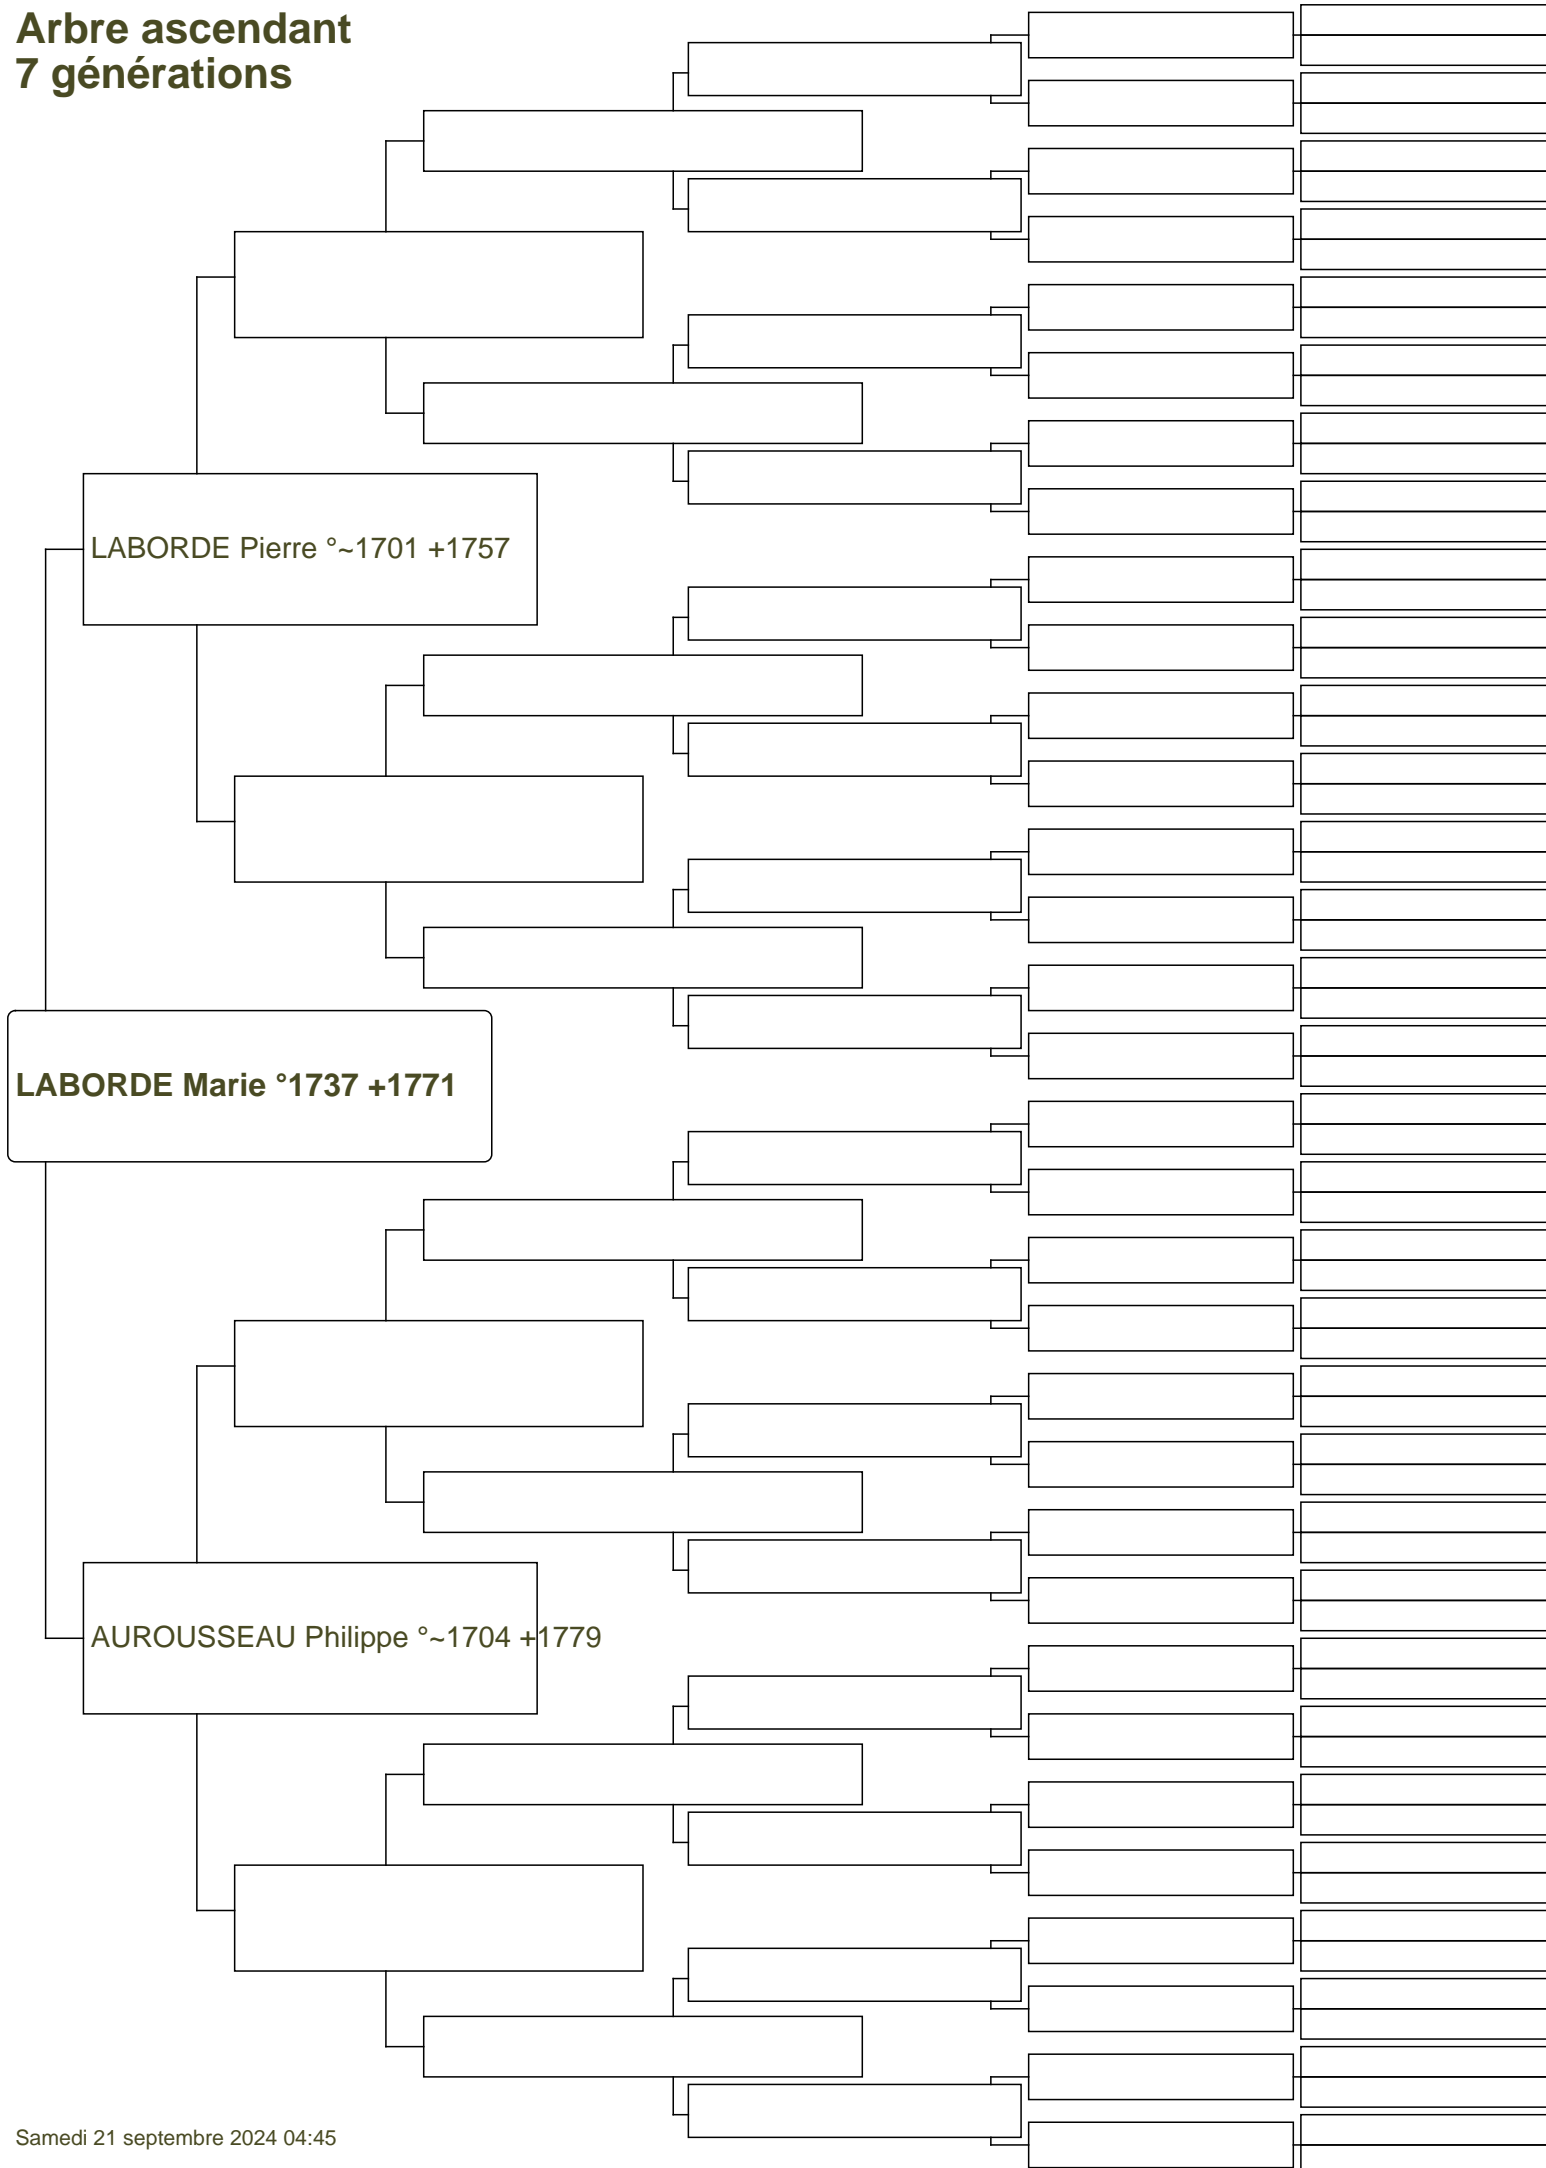 Arbre ascendant
7 générations
LABORDE Pierre °~1701 +1757
LABORDE Marie °1737 +1771
AUROUSSEAU Philippe °~1704 +1779
Samedi 21 septembre 2024 04:45